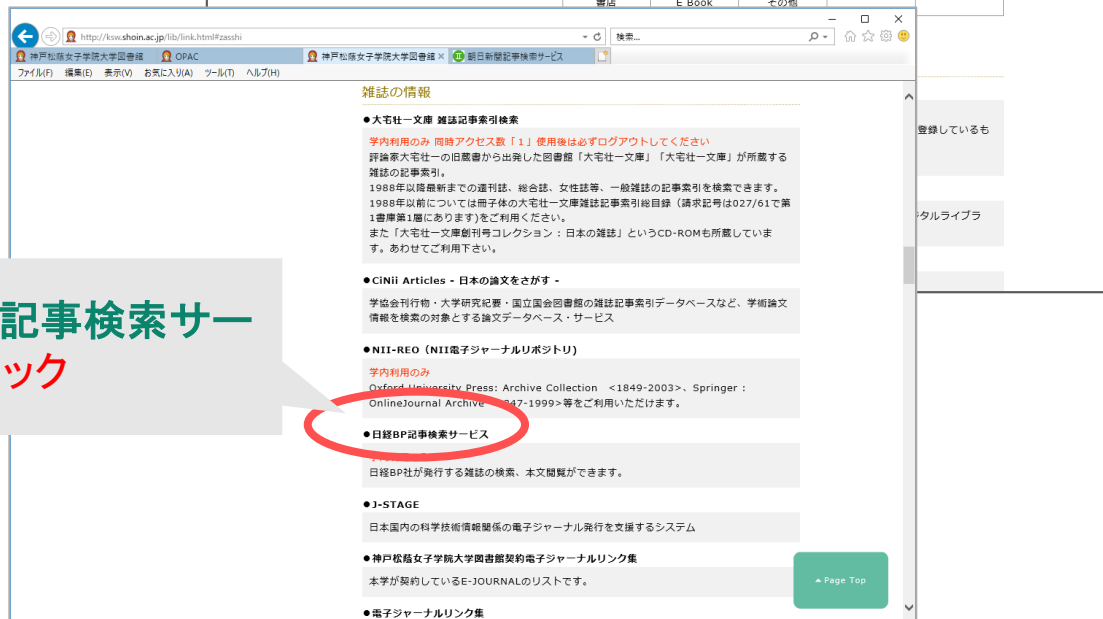 書店 E Book その他
http://ksw.shoin.ac.jp/lib/link.html#zasshi
検索...
神戸松蔭女子学院大学図書館 OPAC 神戸松蔭女子学院大学図書館 朝日新聞記事検索サービス
ファイル(F) 編集(E) 表示(V) お気に入り(A) ツール(T) ヘルプ(H)
雑誌の情報
●大宅壮一文庫 雑誌記事索引検索
学内利用のみ 同時アクセス数「１」使用後は必ずログアウトしてください
評論家大宅壮一の旧蔵書から出発した図書館「大宅壮一文庫」「大宅壮一文庫」が所蔵する
雑誌の記事索引。
1988年以降最新までの週刊誌、総合誌、女性誌等、一般雑誌の記事索引を検索できます。
1988年以前については冊子体の大宅壮一文庫雑誌記事索引総目録（請求記号は027/61で第
1書庫第1層にあります)をご利用ください。
また「大宅壮一文庫創刊号コレクション : 日本の雑誌」というCD-ROMも所蔵していま
す。あわせてご利用下さい。
●CiNii Articles - 日本の論文をさがす -
学協会刊行物・大学研究紀要・国立国会図書館の雑誌記事索引データベースなど、学術論文
情報を検索の対象とする論文データベース・サービス
●NII-REO（NII電子ジャーナルリポジトリ)
学内利用のみ
Oxford University Press: Archive Collection <1849-2003>、Springer :
OnlineJournal Archive 847-1999>等をご利用いただけます。
●日経BP記事検索サービス
日経BP社が発行する雑誌の検索、本文閲覧ができます。
●J-STAGE
日本国内の科学技術情報関係の電子ジャーナル発行を支援するシステム
●神戸松蔭女子学院大学図書館契約電子ジャーナルリンク集
本学が契約しているE-JOURNALのリストです。
●電子ジャーナルリンク集
Page Top
記事検索サー
ック
登録しているも
ジタルライブラ